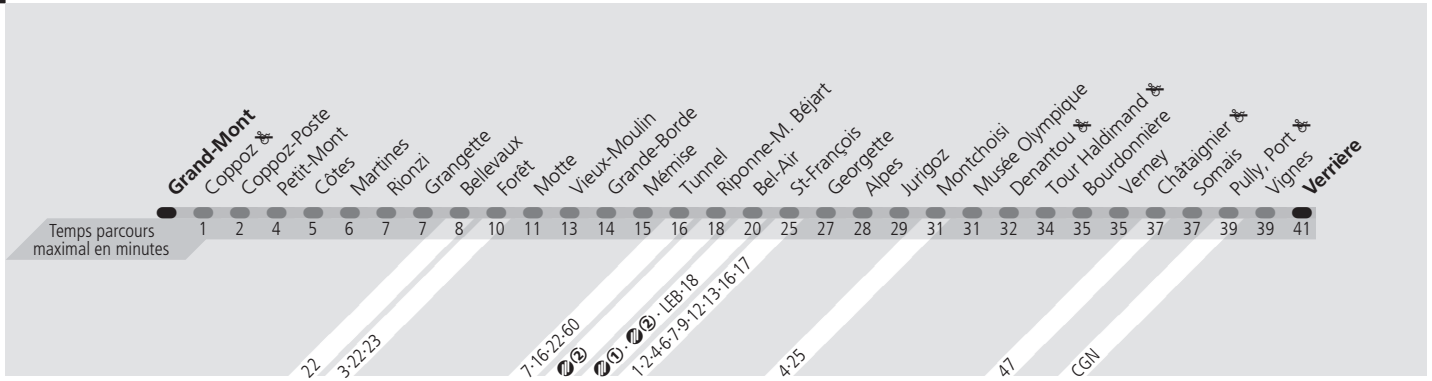 Grand-Mont
Coppoz
Coppoz-Poste
Petit-Mont
Côtes
Martines
Rionzi
Grangette
Bellevaux
Forêt
Motte
Vieux-Moulin
Grande-Borde
Mémise
Tunnel
Riponne-M. Béjart
Bel-Air
St-François
Georgette
Alpes
Jurigoz
Montchoisi
Musée Olympique
Denantou
Tour Haldimand
Bourdonnière
Verney
Châtaignier
Somais
Pully, Port
Vignes
Verrière
Temps parcours
maximal en minutes
1 2 4 5 6 7 7 8 10 11 13 14 15 16 18 20 25 27 28 29 31 31 32 34 35 35 37 37 39 39 41
22
3·22·23
7·16·22·60
m 2
m 1 · m 2 · LEB·18
1·2·4·6·7·9·12·13·16·17
4·25
47
CGN